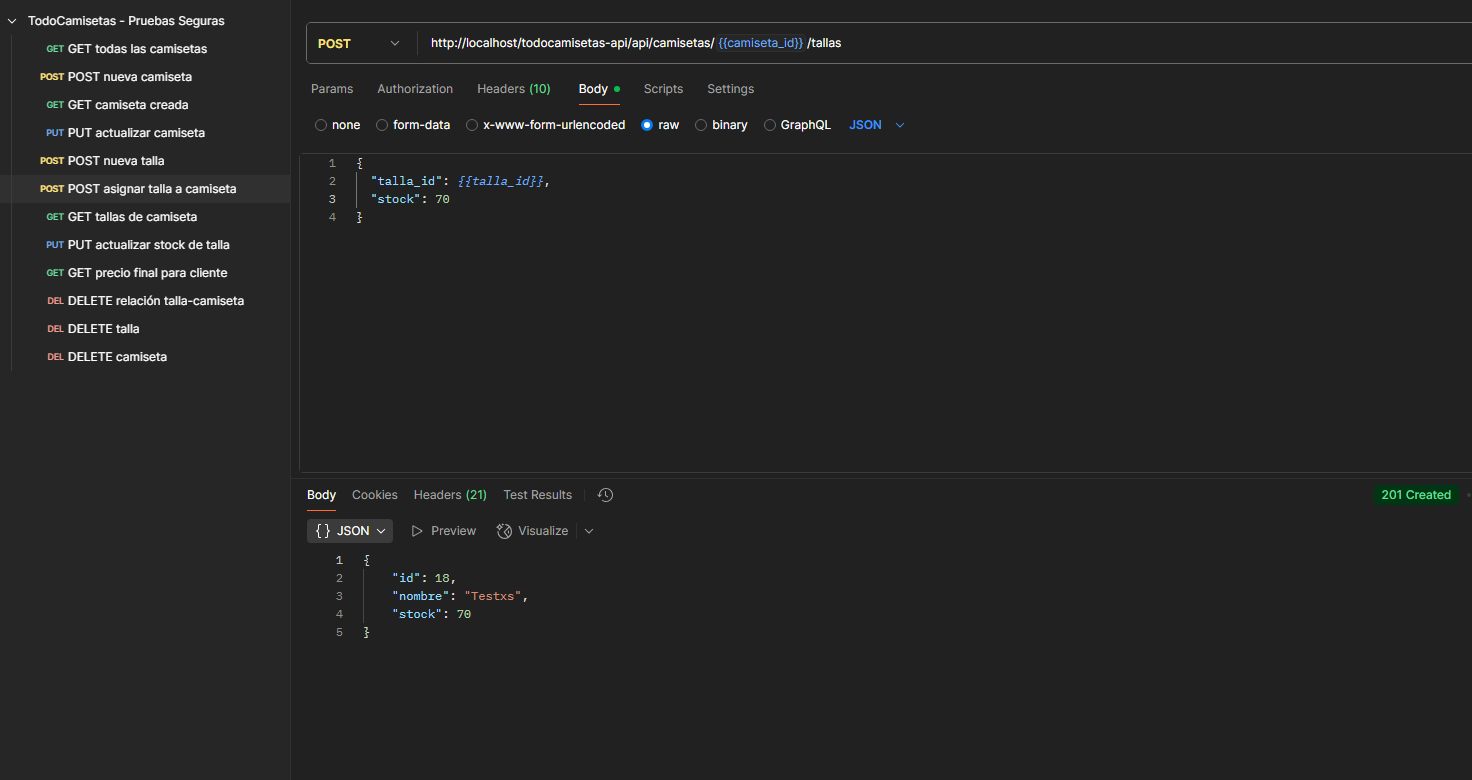 TodoCamisetas - Pruebas Seguras
GET GET todas las camisetas
POST POST nueva camiseta
GET GET camiseta creada
PUT PUT actualizar camiseta
POST POST nueva talla
POST POST asignar talla a camiseta
GET GET tallas de camiseta
PUT PUT actualizar stock de talla
GET GET precio final para cliente
DEL DELETE relación talla-camiseta
DEL DELETE talla
DEL DELETE camiseta
POST http://localhost/todocamisetas-api/api/camisetas/ {{camiseta_id}} /tallas
Params Authorization Headers (10) Body Scripts Settings
none form-data x-www-form-urlencoded raw binary GraphQL JSON
1 {
2 "talla_id": {{talla_id}},
3 "stock": 70
4 }
Body Cookies Headers (21) Test Results 201 Created
{} JSON Preview Visualize
1 {
2 "id": 18,
3 "nombre": "Testxs",
4 "stock": 70
5 }